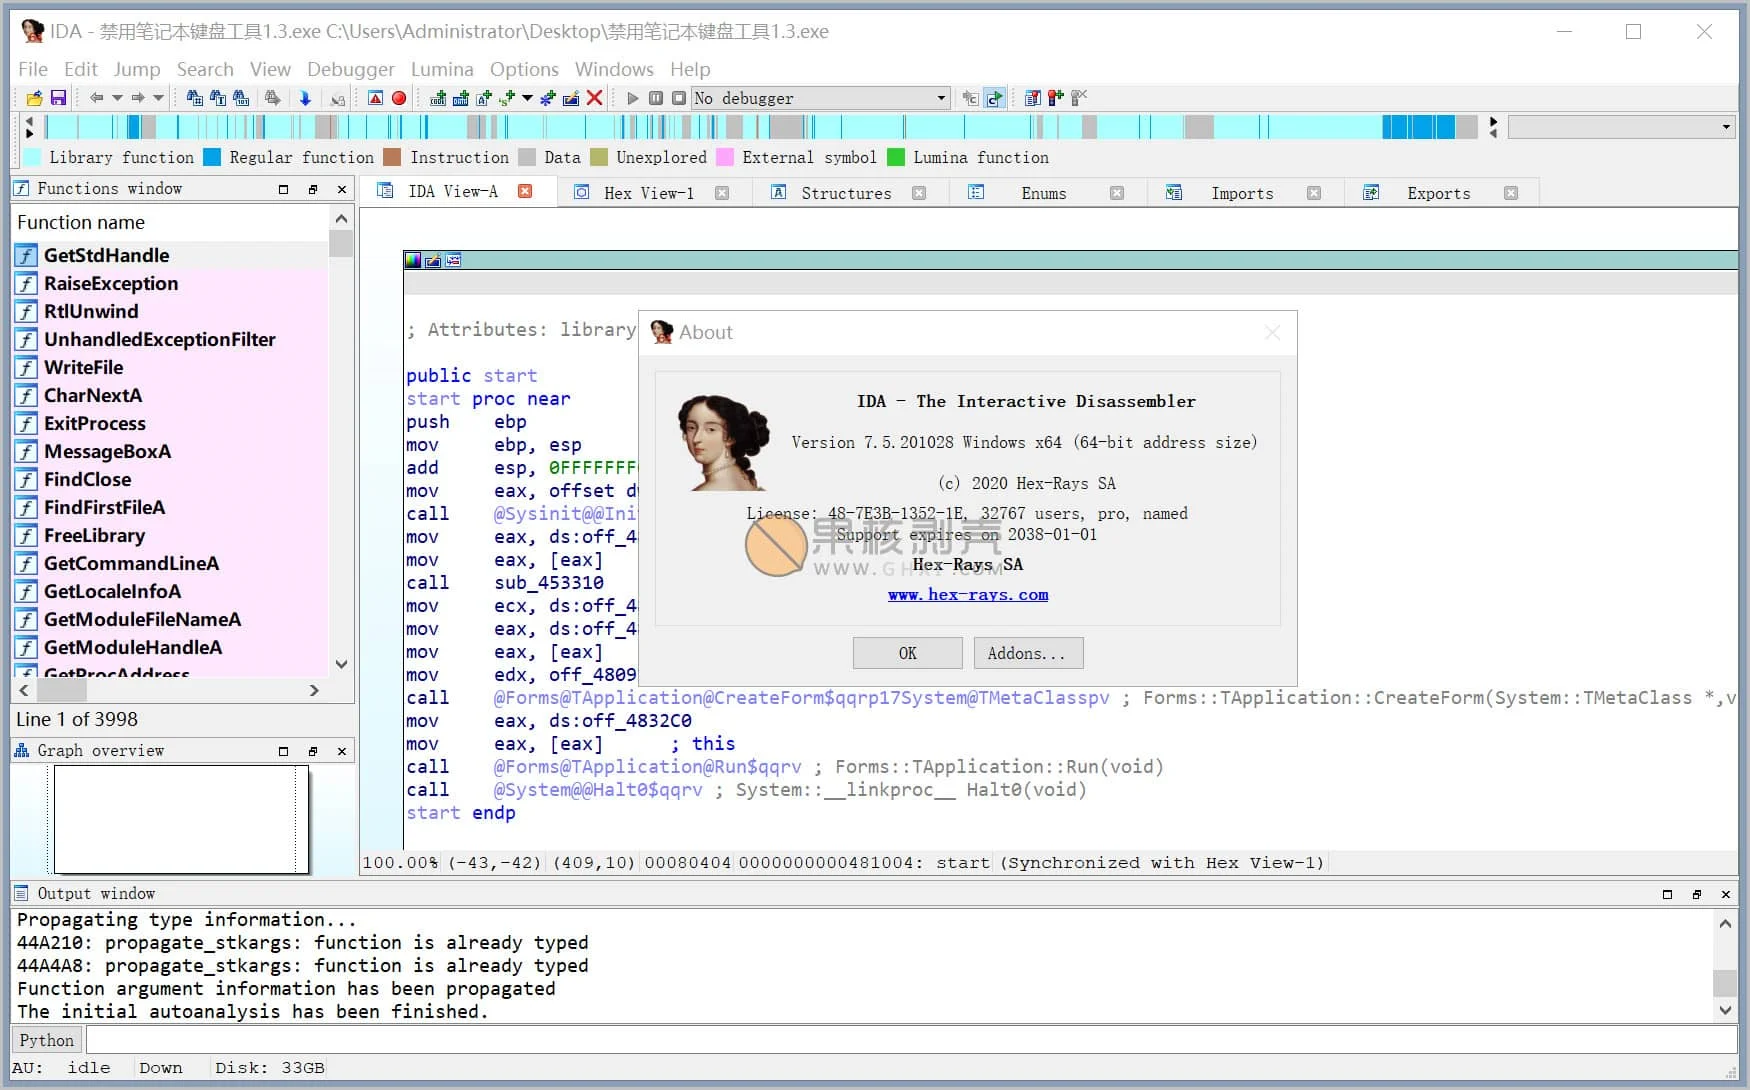 IDA - 禁用笔记本键盘工具1.3.exe C:\Users\Administrator\Desktop\禁用笔记本键盘工具1.3.exe
File Edit Jump Search View Debugger Lumina Options Windows Help
No debugger
Library function Regular function Instruction Data Unexplored External symbol Lumina function
Functions window
IDA View-A Hex View-1 Structures Enums Imports Exports
Function name
GetStdHandle
RaiseException
RtlUnwind
UnhandledExceptionFilter
WriteFile
CharNextA
ExitProcess
MessageBoxA
FindClose
FindFirstFileA
FreeLibrary
GetCommandLineA
GetLocaleInfoA
GetModuleFileNameA
GetModuleHandleA
GetProcAddress
Line 1 of 3998
Graph overview
; Attributes: library
public start
start proc near
push ebp
mov ebp, esp
add esp, 0FFFFFFF
mov eax, offset
call @Sysinit@@Ini
mov eax, ds:off_48
mov eax, [eax]
call sub_453310
mov ecx, ds:off_4
mov eax, ds:off_4
mov eax, [eax]
mov edx, off_4809
call @Forms@TApplication@CreateForm$qqrp17System@TMetaClasspv ; Forms::TApplication::CreateForm(System::TMetaClass *,v
mov eax, ds:off_4832C0
mov eax, [eax] ; this
call @Forms@TApplication@Run$qqrv ; Forms::TApplication::Run(void)
call @System@@Halt0$qqrv ; System::__linkproc__ Halt0(void)
start endp
About
IDA - The Interactive Disassembler
Version 7.5.201028 Windows x64 (64-bit address size)
(c) 2020 Hex-Rays SA
License: 48-7E3B-1352-1E, 32767 users, pro, named
Support expires on 2038-01-01
Hex-Rays SA
www.hex-rays.com
OK Addons...
果核剥壳
WWW.GHXI.COM
100.00% (-43,-42) (409,10) 00080404 0000000000481004: start (Synchronized with Hex View-1)
Output window
Propagating type information...
44A210: propagate_stkargs: function is already typed
44A4A8: propagate_stkargs: function is already typed
Function argument information has been propagated
The initial autoanalysis has been finished.
Python
AU: idle Down Disk: 33GB